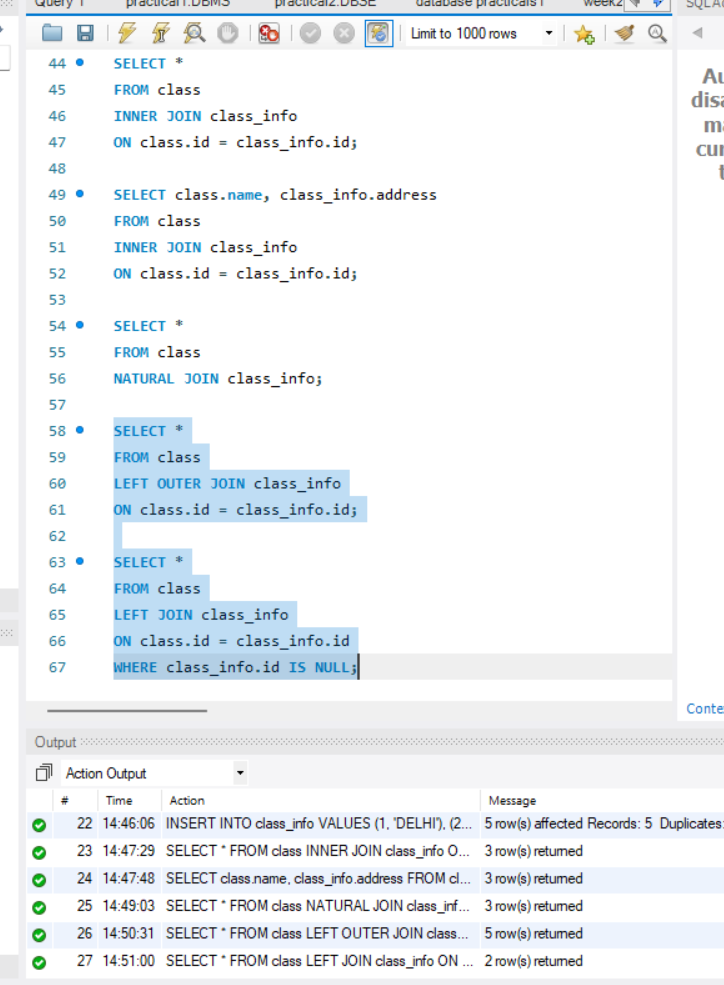 Query 1 practical1.DBMS practical2.DBSE database practicals1 week2
Limit to 1000 rows
44 SELECT *
45 FROM class
46 INNER JOIN class_info
47 ON class.id = class_info.id;
48
49 SELECT class.name, class_info.address
50 FROM class
51 INNER JOIN class_info
52 ON class.id = class_info.id;
53
54 SELECT *
55 FROM class
56 NATURAL JOIN class_info;
57
58 SELECT *
59 FROM class
60 LEFT OUTER JOIN class_info
61 ON class.id = class_info.id;
62
63 SELECT *
64 FROM class
65 LEFT JOIN class_info
66 ON class.id = class_info.id
67 WHERE class_info.id IS NULL;
Output
Action Output
# Time Action Message
22 14:46:06 INSERT INTO class_info VALUES (1, 'DELHI'), (2... 5 row(s) affected Records: 5 Duplicates:
23 14:47:29 SELECT * FROM class INNER JOIN class_info O... 3 row(s) returned
24 14:47:48 SELECT class.name, class_info.address FROM cl... 3 row(s) returned
25 14:49:03 SELECT * FROM class NATURAL JOIN class_inf... 3 row(s) returned
26 14:50:31 SELECT * FROM class LEFT OUTER JOIN class... 5 row(s) returned
27 14:51:00 SELECT * FROM class LEFT JOIN class_info ON ... 2 row(s) returned